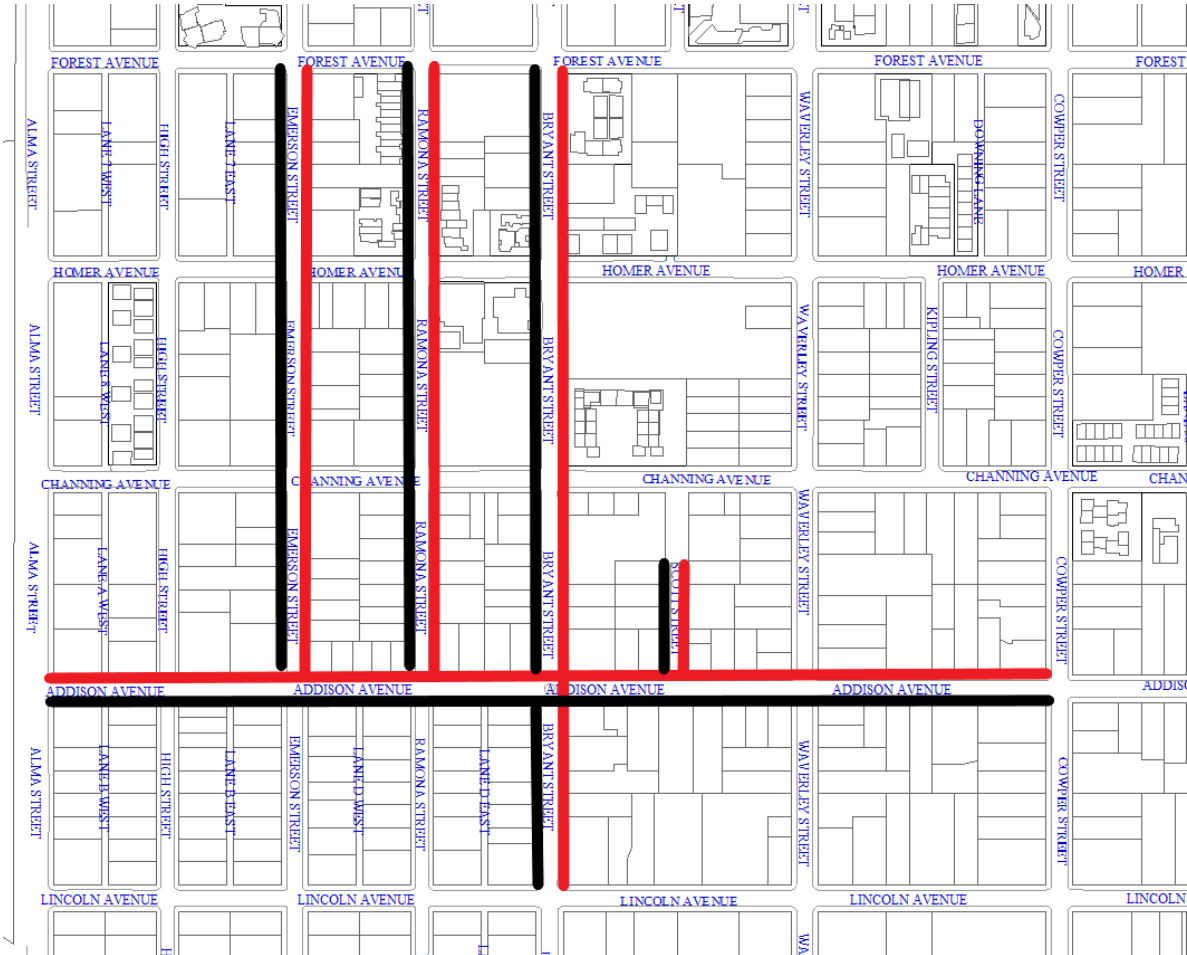 FOREST AVENUE
FOREST AVENUE
FOREST AVENUE
FOREST AVENUE
FOREST
ALMA STREET
LANE 7 WEST
HIGH STREET
LANE 7 EAST
EMERSON STREET
RAMONA STREET
BRYANT STREET
WAVERLEY STREET
DOWNING LANE
COWPER STREET
HOMER AVENUE
HOMER AVENU
HOMER AVENUE
HOMER AVENUE
HOMER
ALMA STREET
LANE 8 WEST
HIGH STREET
EMERSON STREET
RAMONA STREET
BRYANT STREET
WAVERLEY STREET
KIPLING STREET
COWPER STREET
CHANNING AVENUE
CHANNING AVENUE
CHANNING AVENUE
CHANNING AVENUE
CHAN
ALMA STREET
LANE A WEST
HIGH STREET
EMERSON STREET
RAMONA STREET
BRYANT STREET
SCOTT STREET
WAVERLEY STREET
COWPER STREET
ADDISON AVENUE
ADDISON AVENUE
ADDISON AVENUE
ADDISON AVENUE
ADDISO
ALMA STREET
LANE B WEST
HIGH STREET
LANE B EAST
EMERSON STREET
LANE D WEST
RAMONA STREET
LANE D EAST
BRYANT STREET
WAVERLEY STREET
COWPER STREET
LINCOLN AVENUE
LINCOLN AVENUE
LINCOLN AVENUE
LINCOLN AVENUE
LINCOLN
WA